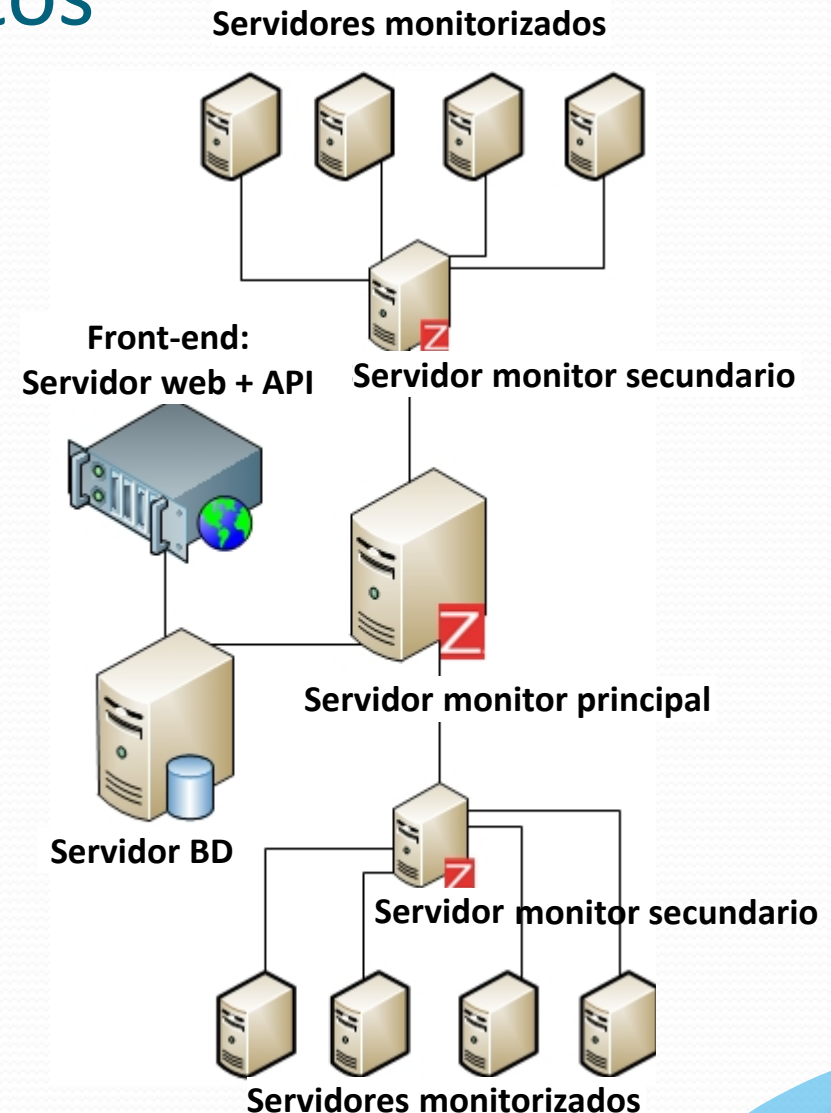 Servidores monitorizados
Front-end:
Servidor web + API
Z
Servidor monitor secundario
Z
Servidor monitor principal
Servidor BD
Z
Servidor monitor secundario
Servidores monitorizados